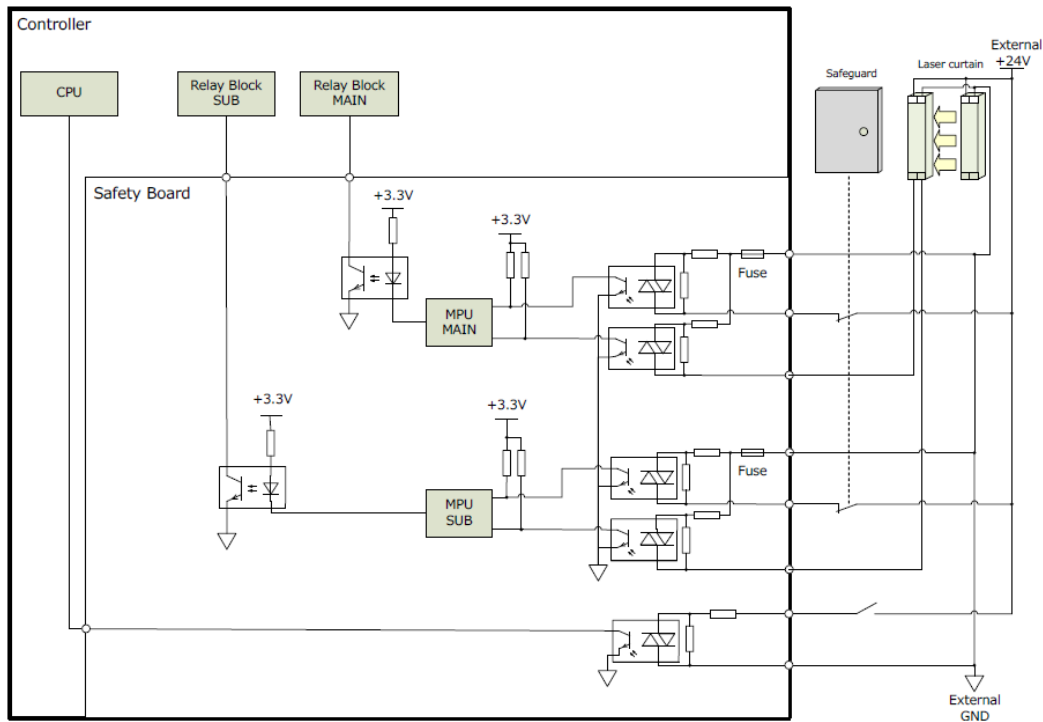 Controller
External
+24V
Laser curtain
Safeguard
CPU
Relay Block
SUB
Relay Block
MAIN
Safety Board
+3.3V
+3.3V
Fuse
MPU
MAIN
+3.3V
+3.3V
Fuse
MPU
SUB
External
GND